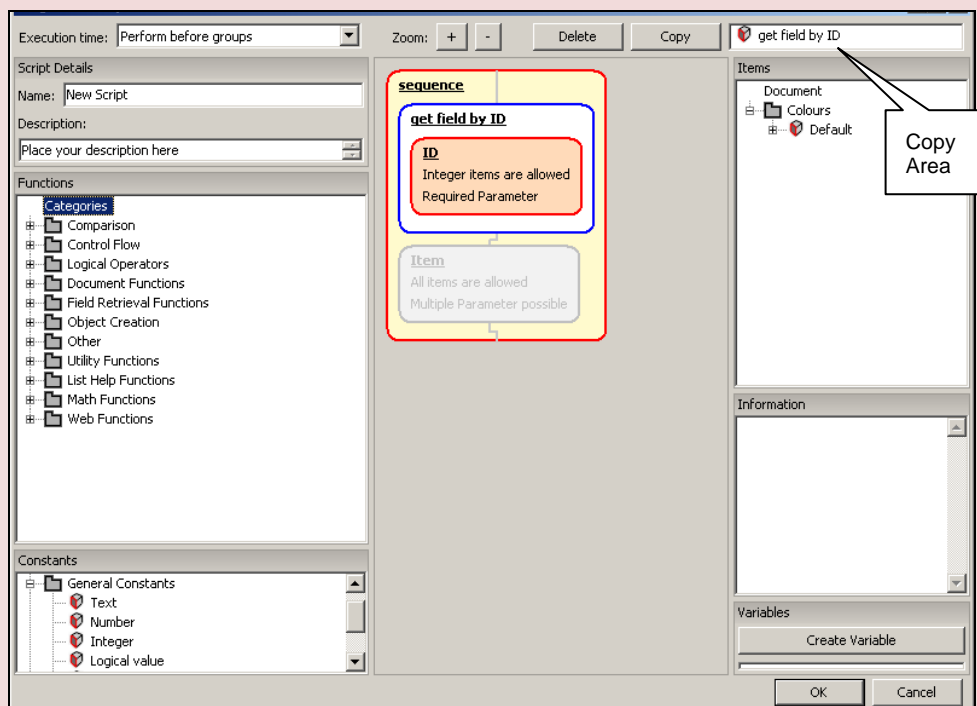 Execution time: Perform before groups
Zoom: + - Delete Copy get field by ID
Script Details
Name: New Script
Description:
Place your description here
Functions
Categories
Comparison
Control Flow
Logical Operators
Document Functions
Field Retrieval Functions
Object Creation
Other
Utility Functions
List Help Functions
Math Functions
Web Functions
Constants
General Constants
Text
Number
Integer
Logical value
sequence
get field by ID
ID
Integer items are allowed
Required Parameter
Item
All items are allowed
Multiple Parameter possible
Items
Document
Colours
Default
Copy
Area
Information
Variables
Create Variable
OK Cancel